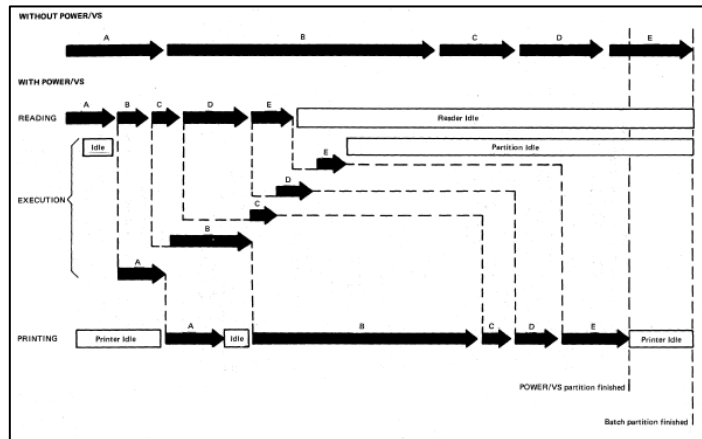 WITHOUT POWER/VS
A B C D E
WITH POWER/VS
A B C D E
READING
Reader Idle
Idle
Partition Idle
E
D
EXECUTION
C
B
A
A B C D E
PRINTING
Printer Idle
Idle
Printer Idle
POWER/VS partition finished
Batch partition finished